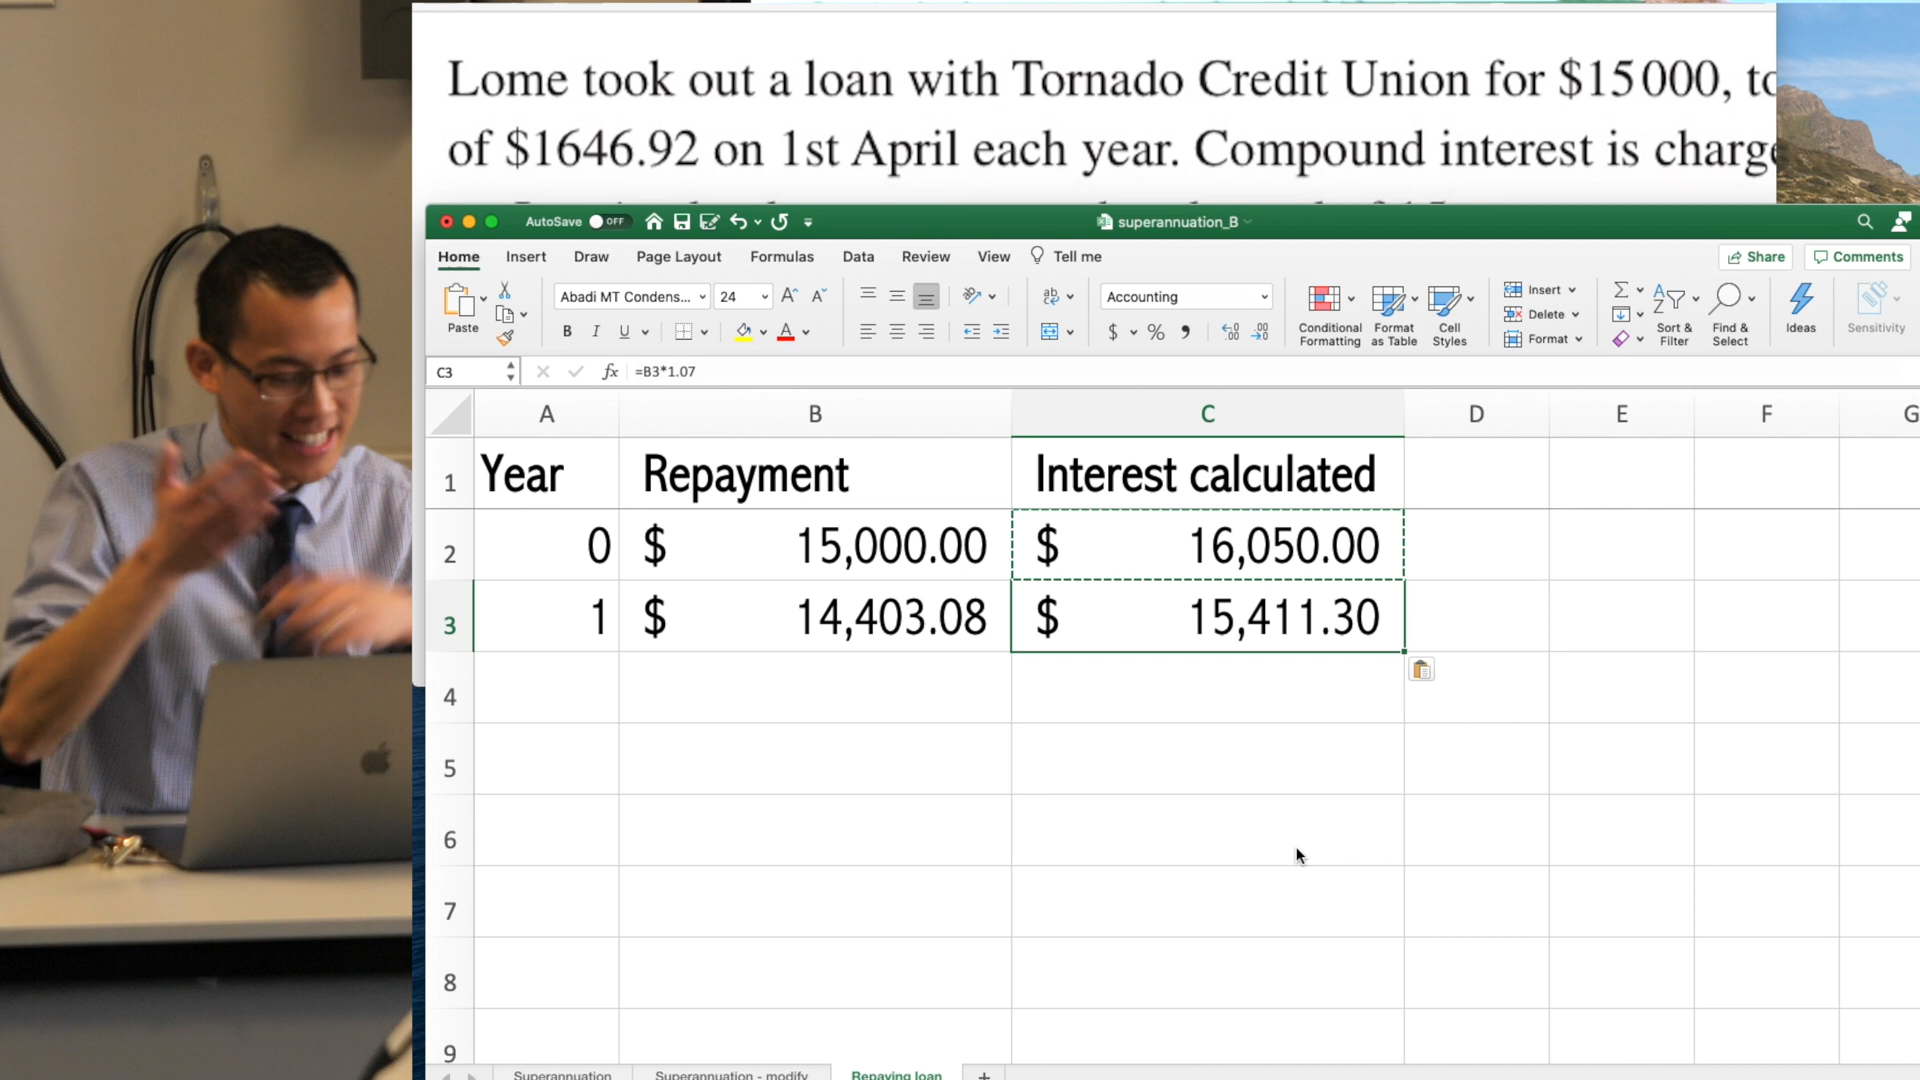 Lome took out a loan with Tornado Credit Union for $15 000, to
of $1646.92 on 1st April each year. Compound interest is charge
AutoSave OFF superannuation_B
Home Insert Draw Page Layout Formulas Data Review View Tell me Share Comments
Paste Abadi MT Condens... 24 A A ab Accounting Conditional Formatting Format as Table Cell Styles Insert Delete Format Sort & Filter Find & Select Ideas Sensitivity
B I U A $ %
C3 fx =B3*1.07
A B C D E F G
1 Year Repayment Interest calculated
2 0 $ 15,000.00 $ 16,050.00
3 1 $ 14,403.08 $ 15,411.30
4
5
6
7
8
9
Superannuation Superannuation - modify Repaying loan +